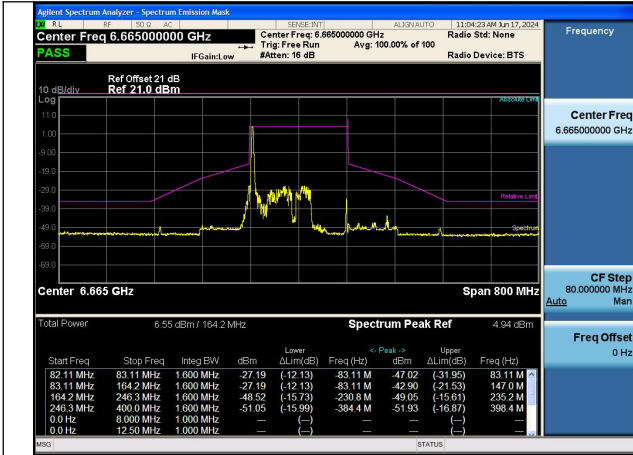 Agilent Spectrum Analyzer - Spectrum Emission Mask
RL RF 50 Ω AC SENSE:INT ALIGNAUTO 11:04:23 AM Jun 17, 2024
Center Freq 6.665000000 GHz
Center Freq: 6.665000000 GHz
Radio Std: None
Trig: Free Run Avg: 100.00% of 100
PASS IFGain:Low #Atten: 16 dB Radio Device: BTS
Ref Offset 21 dB
10 dB/div Ref 21.0 dBm
Log
Absolute Limit
11.0
1.00
-9.00
-19.0
-29.0
Relative Limit
-39.0
-49.0
Spectrum
-59.0
-69.0
Center 6.665 GHz Span 800 MHz
Total Power 6.55 dBm / 164.2 MHz Spectrum Peak Ref 4.94 dBm
Lower <- Peak -> Upper
Start Freq Stop Freq Integ BW dBm ΔLim(dB) Freq (Hz) dBm ΔLim(dB) Freq (Hz)
82.11 MHz 83.11 MHz 1.600 MHz -27.19 (-12.13) -83.11 M -47.02 (-31.95) 83.11 M
83.11 MHz 164.2 MHz 1.600 MHz -27.19 (-12.13) -83.11 M -42.90 (-21.53) 147.0 M
164.2 MHz 246.3 MHz 1.600 MHz -48.52 (-15.73) -230.8 M -49.05 (-15.61) 235.2 M
246.3 MHz 400.0 MHz 1.600 MHz -51.05 (-15.99) -384.4 M -51.93 (-16.87) 398.4 M
0.0 Hz 8.000 MHz 1.000 MHz --- (---) --- --- (---) ---
0.0 Hz 12.50 MHz 1.000 MHz --- (---) --- --- (---) ---
MSG STATUS
Frequency
Center Freq
6.665000000 GHz
CF Step
80.000000 MHz
Auto Man
Freq Offset
0 Hz